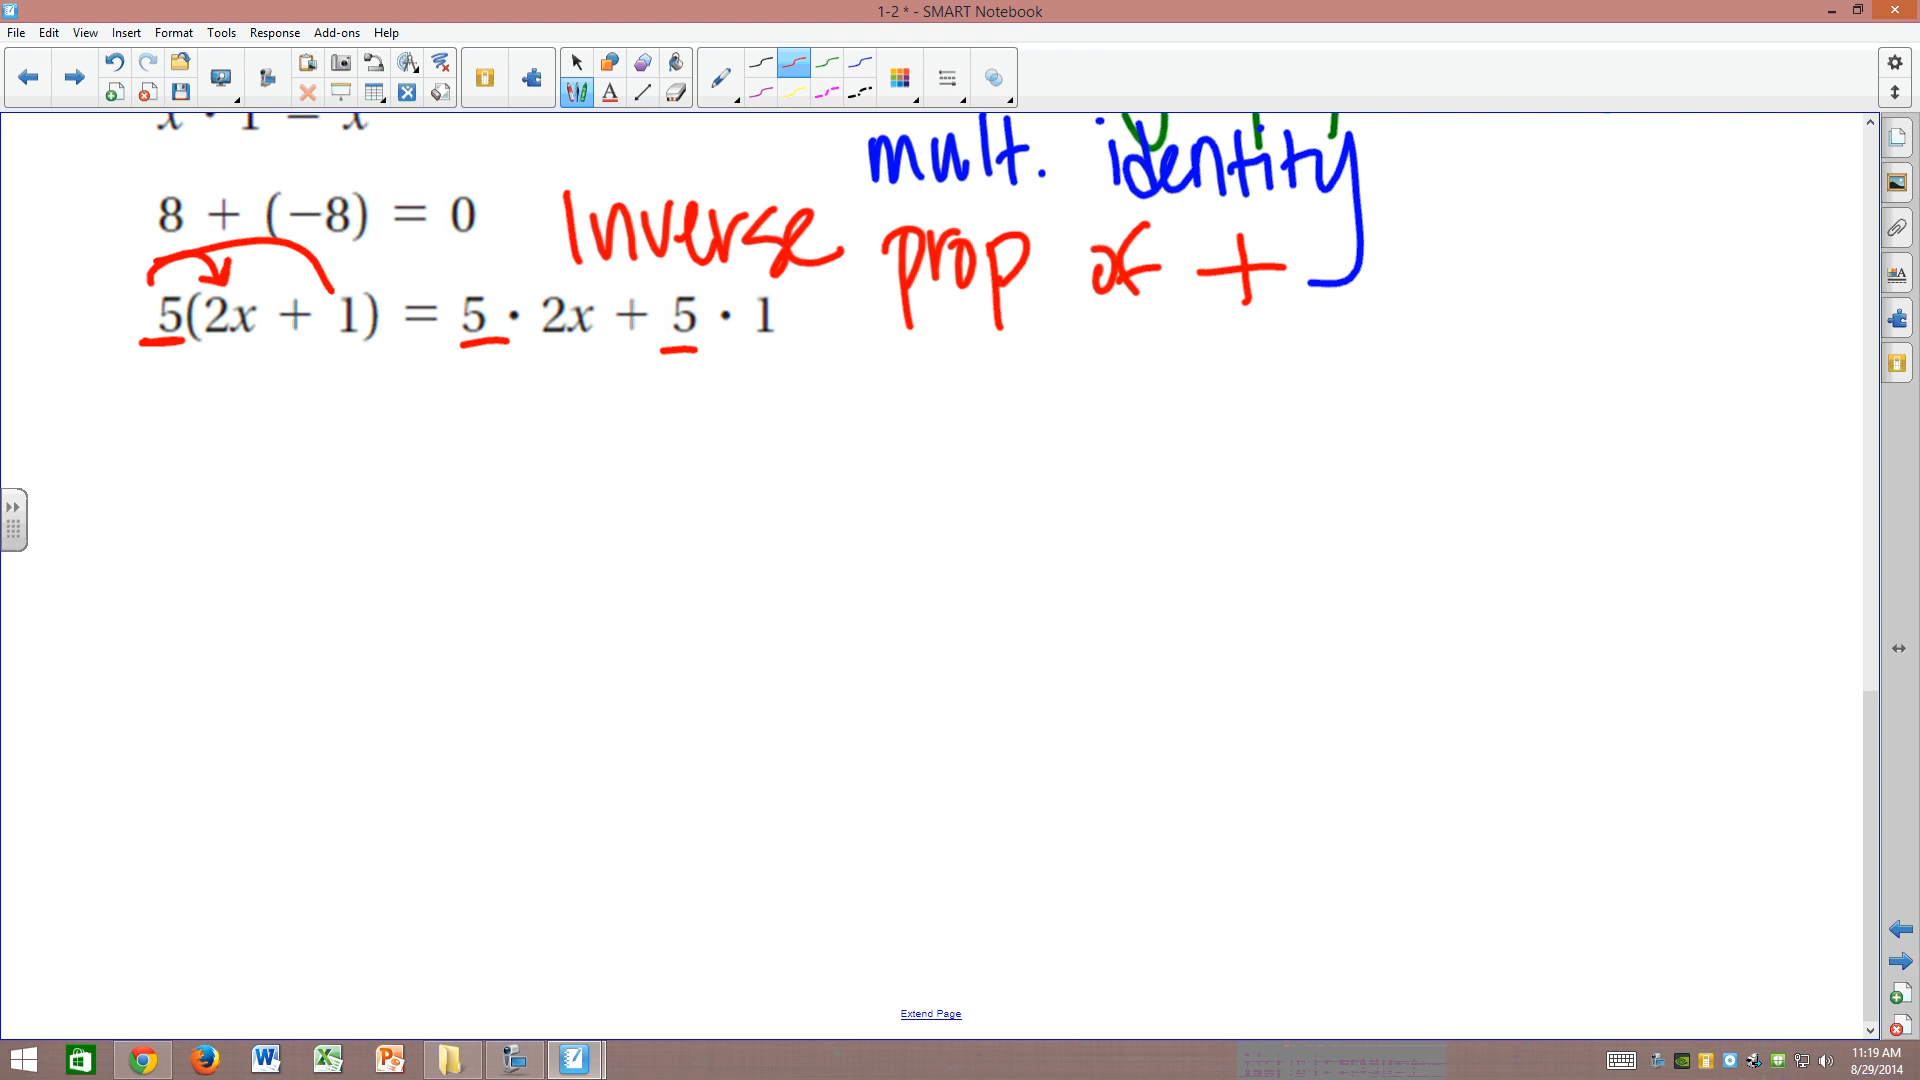 1-2 * - SMART Notebook
File Edit View Insert Format Tools Response Add-ons Help
x · 1 = x
mult. identity
8 + (−8) = 0
Inverse prop of +
5(2x + 1) = 5 · 2x + 5 · 1
Extend Page
11:19 AM
8/29/2014